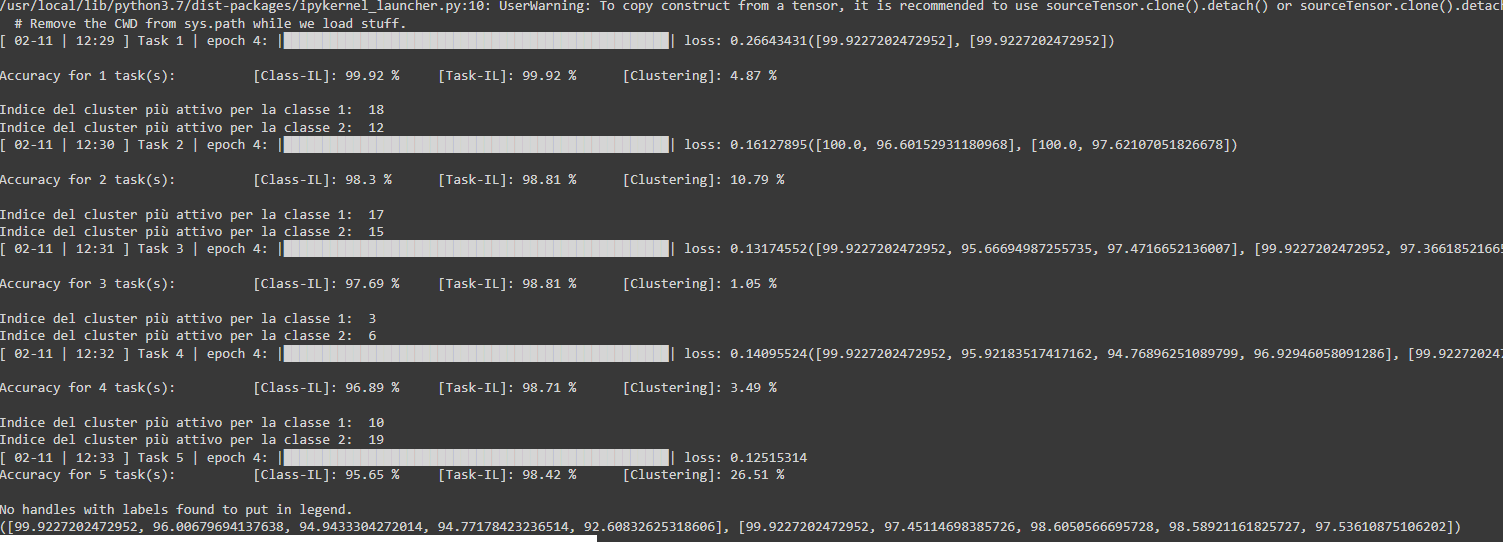 /usr/local/lib/python3.7/dist-packages/ipykernel_launcher.py:10: UserWarning: To copy construct from a tensor, it is recommended to use sourceTensor.clone().detach() or sourceTensor.clone().detach
# Remove the CWD from sys.path while we load stuff.
[ 02-11 | 12:29 ] Task 1 | epoch 4: |██████████████████████████████████████████████████| loss: 0.26643431([99.9227202472952], [99.9227202472952])
Accuracy for 1 task(s): [Class-IL]: 99.92 % [Task-IL]: 99.92 % [Clustering]: 4.87 %
Indice del cluster più attivo per la classe 1: 18
Indice del cluster più attivo per la classe 2: 12
[ 02-11 | 12:30 ] Task 2 | epoch 4: |██████████████████████████████████████████████████| loss: 0.16127895([100.0, 96.60152931180968], [100.0, 97.62107051826678])
Accuracy for 2 task(s): [Class-IL]: 98.3 % [Task-IL]: 98.81 % [Clustering]: 10.79 %
Indice del cluster più attivo per la classe 1: 17
Indice del cluster più attivo per la classe 2: 15
[ 02-11 | 12:31 ] Task 3 | epoch 4: |██████████████████████████████████████████████████| loss: 0.13174552([99.9227202472952, 95.66694987255735, 97.4716652136007], [99.9227202472952, 97.3661852166
Accuracy for 3 task(s): [Class-IL]: 97.69 % [Task-IL]: 98.81 % [Clustering]: 1.05 %
Indice del cluster più attivo per la classe 1: 3
Indice del cluster più attivo per la classe 2: 6
[ 02-11 | 12:32 ] Task 4 | epoch 4: |██████████████████████████████████████████████████| loss: 0.14095524([99.9227202472952, 95.92183517417162, 94.76896251089799, 96.92946058091286], [99.922720247
Accuracy for 4 task(s): [Class-IL]: 96.89 % [Task-IL]: 98.71 % [Clustering]: 3.49 %
Indice del cluster più attivo per la classe 1: 10
Indice del cluster più attivo per la classe 2: 19
[ 02-11 | 12:33 ] Task 5 | epoch 4: |██████████████████████████████████████████████████| loss: 0.12515314
Accuracy for 5 task(s): [Class-IL]: 95.65 % [Task-IL]: 98.42 % [Clustering]: 26.51 %
No handles with labels found to put in legend.
([99.9227202472952, 96.00679694137638, 94.9433304272014, 94.77178423236514, 92.60832625318606], [99.9227202472952, 97.45114698385726, 98.6050566695728, 98.58921161825727, 97.53610875106202])